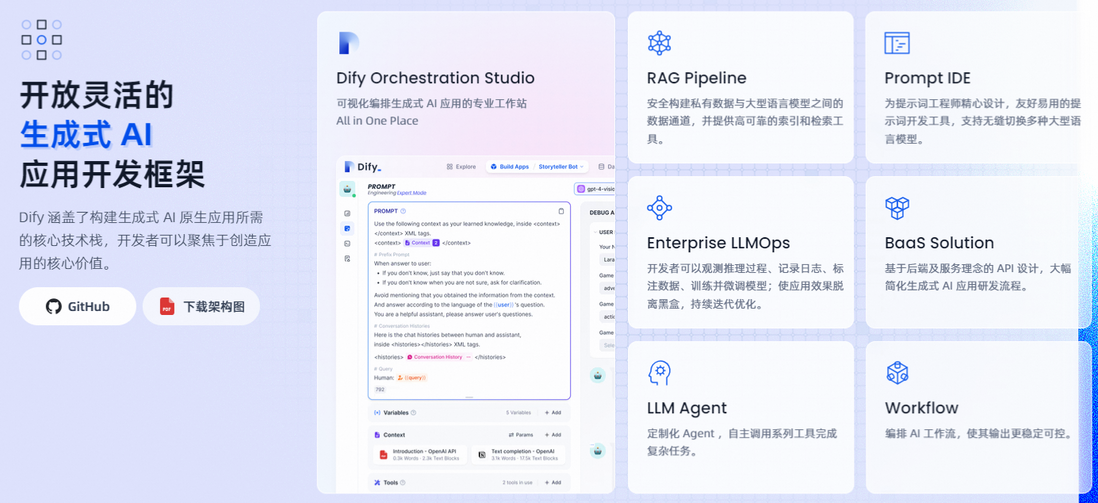 开放灵活的
生成式 AI
应用开发框架
Dify 涵盖了构建生成式 AI 原生应用所需
的核心技术栈，开发者可以聚焦于创造应
用的核心价值。
GitHub
下载架构图
Dify Orchestration Studio
可视化编排生成式 AI 应用的专业工作站
All in One Place
Dify_
Explore
Build Apps / Storyteller Bot
PROMPT
Engineering Expert Mode
gpt-4-visio
PROMPT
Use the following context as your learned knowledge, inside <context>
</context> XML tags.
<context> Context 2 </context>
# Prefix Prompt
When answer to user:
• If you don't know, just say that you don't know.
• If you don't know when you are not sure, ask for clarification.
Avoid mentioning that you obtained the information from the context.
And answer according to the language of the {{user}} 's question.
You are a helpful assistant, please answer user's questiones.
# Conversation Histories
Here is the chat histories between human and assistant,
inside <histories></histories> XML tags.
<histories> Conversation History </histories>
# Query
Human: {{query}}
792
Variables
5 Variables
+ Add
Context
Params
+ Add
Introduction - OpenAI API
0.3k Words · 2.3k Text Blocks
Text completion - OpenAI
3.1k Words · 17.5k Text Blocks
Tools
2 tools in use
+ Add
DEBUG A
USER
Your N
Lara
Game
adve
Game
actio
Game
Sele
RAG Pipeline
安全构建私有数据与大型语言模型之间的
数据通道，并提供高可靠的索引和检索工
具。
Prompt IDE
为提示词工程师精心设计，友好易用的提
示词开发工具，支持无缝切换多种大型语
言模型。
Enterprise LLMOps
开发者可以观测推理过程、记录日志、标
注数据、训练并微调模型；使应用效果脱
离黑盒，持续迭代优化。
BaaS Solution
基于后端及服务理念的 API 设计，大幅
简化生成式 AI 应用研发流程。
LLM Agent
定制化 Agent ，自主调用系列工具完成
复杂任务。
Workflow
编排 AI 工作流，使其输出更稳定可控。